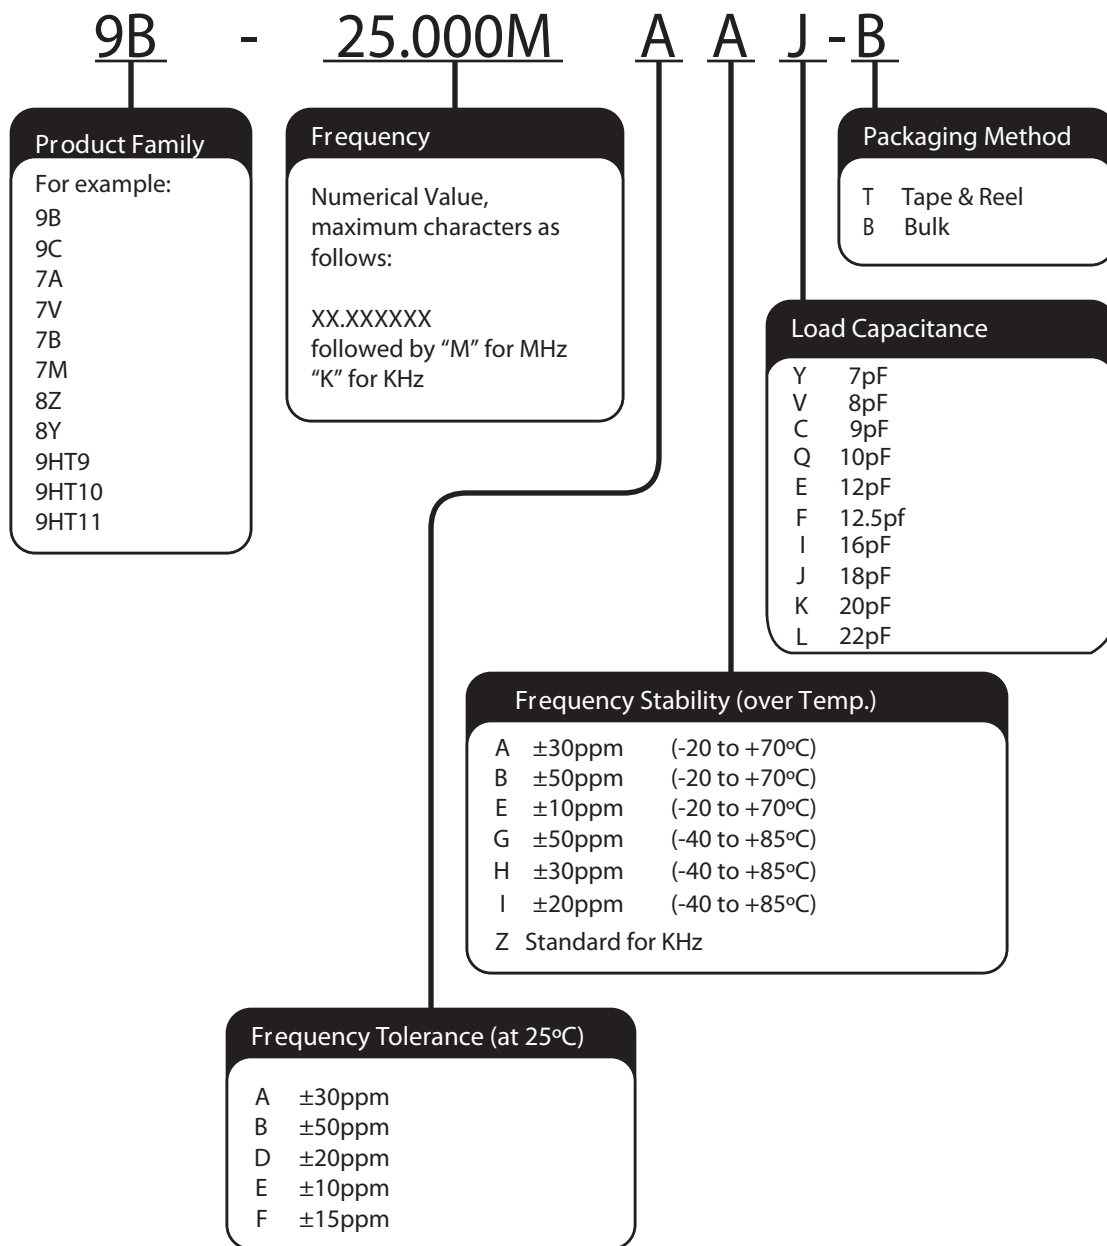 9B - 25.000M A A J - B
Product Family
For example:
9B
9C
7A
7V
7B
7M
8Z
8Y
9HT9
9HT10
9HT11
Frequency
Numerical Value,
maximum characters as
follows:
XX.XXXXXX
followed by “M” for MHz
“K” for KHz
Packaging Method
T Tape & Reel
B Bulk
Load Capacitance
Y 7pF
V 8pF
C 9pF
Q 10pF
E 12pF
F 12.5pf
I 16pF
J 18pF
K 20pF
L 22pF
Frequency Stability (over Temp.)
A ±30ppm (-20 to +70ºC)
B ±50ppm (-20 to +70ºC)
E ±10ppm (-20 to +70ºC)
G ±50ppm (-40 to +85ºC)
H ±30ppm (-40 to +85ºC)
I ±20ppm (-40 to +85ºC)
Z Standard for KHz
Frequency Tolerance (at 25ºC)
A ±30ppm
B ±50ppm
D ±20ppm
E ±10ppm
F ±15ppm